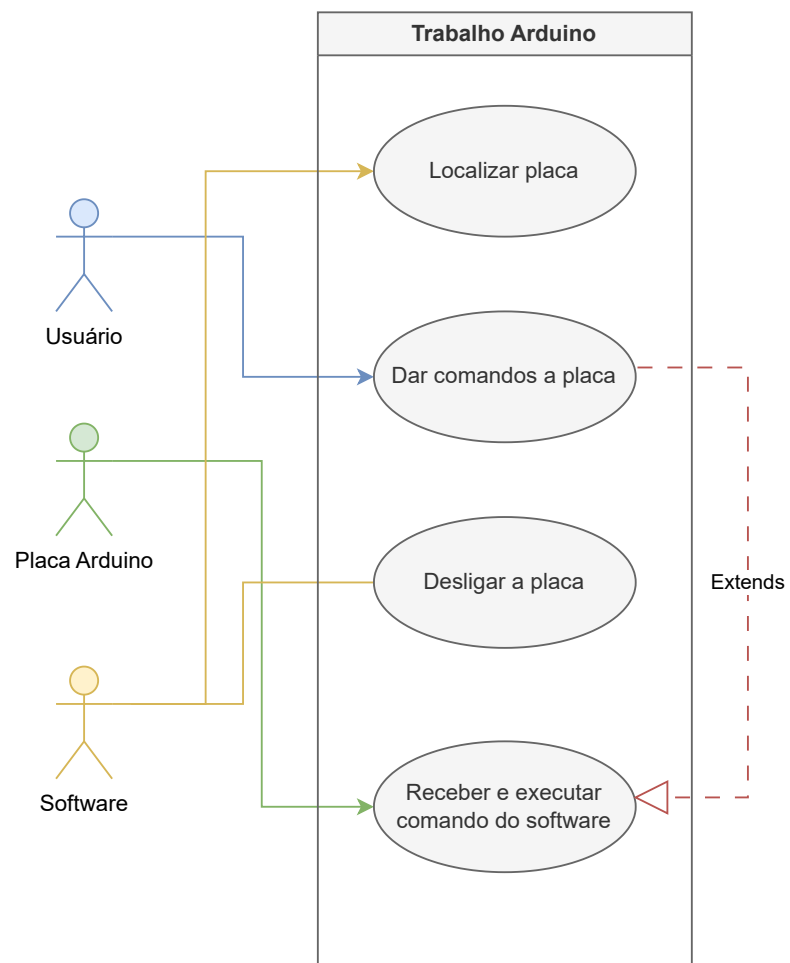 Trabalho Arduino
Localizar placa
Usuário
Dar comandos a placa
Placa Arduino
Desligar a placa
Extends
Software
Receber e executar
comando do software